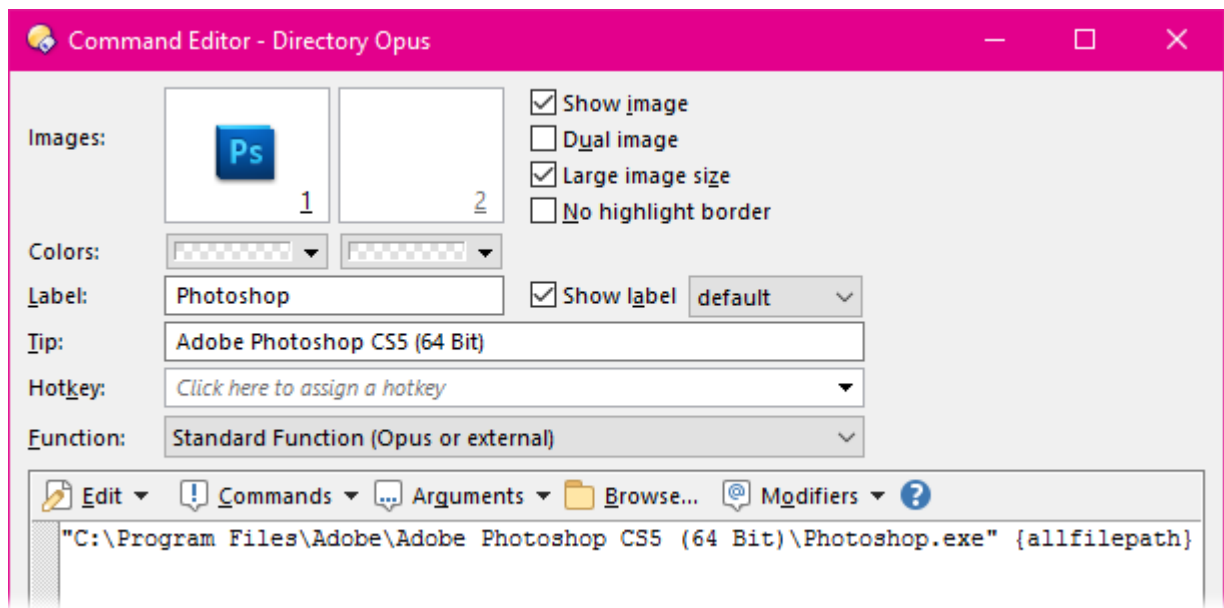 Command Editor - Directory Opus
Images:
Ps
1
2
Show image
Dual image
Large image size
No highlight border
Colors:
Label: Photoshop Show label default
Tip: Adobe Photoshop CS5 (64 Bit)
Hotkey: Click here to assign a hotkey
Function: Standard Function (Opus or external)
Edit Commands Arguments Browse... Modifiers ?
"C:\Program Files\Adobe\Adobe Photoshop CS5 (64 Bit)\Photoshop.exe" {allfilepath}